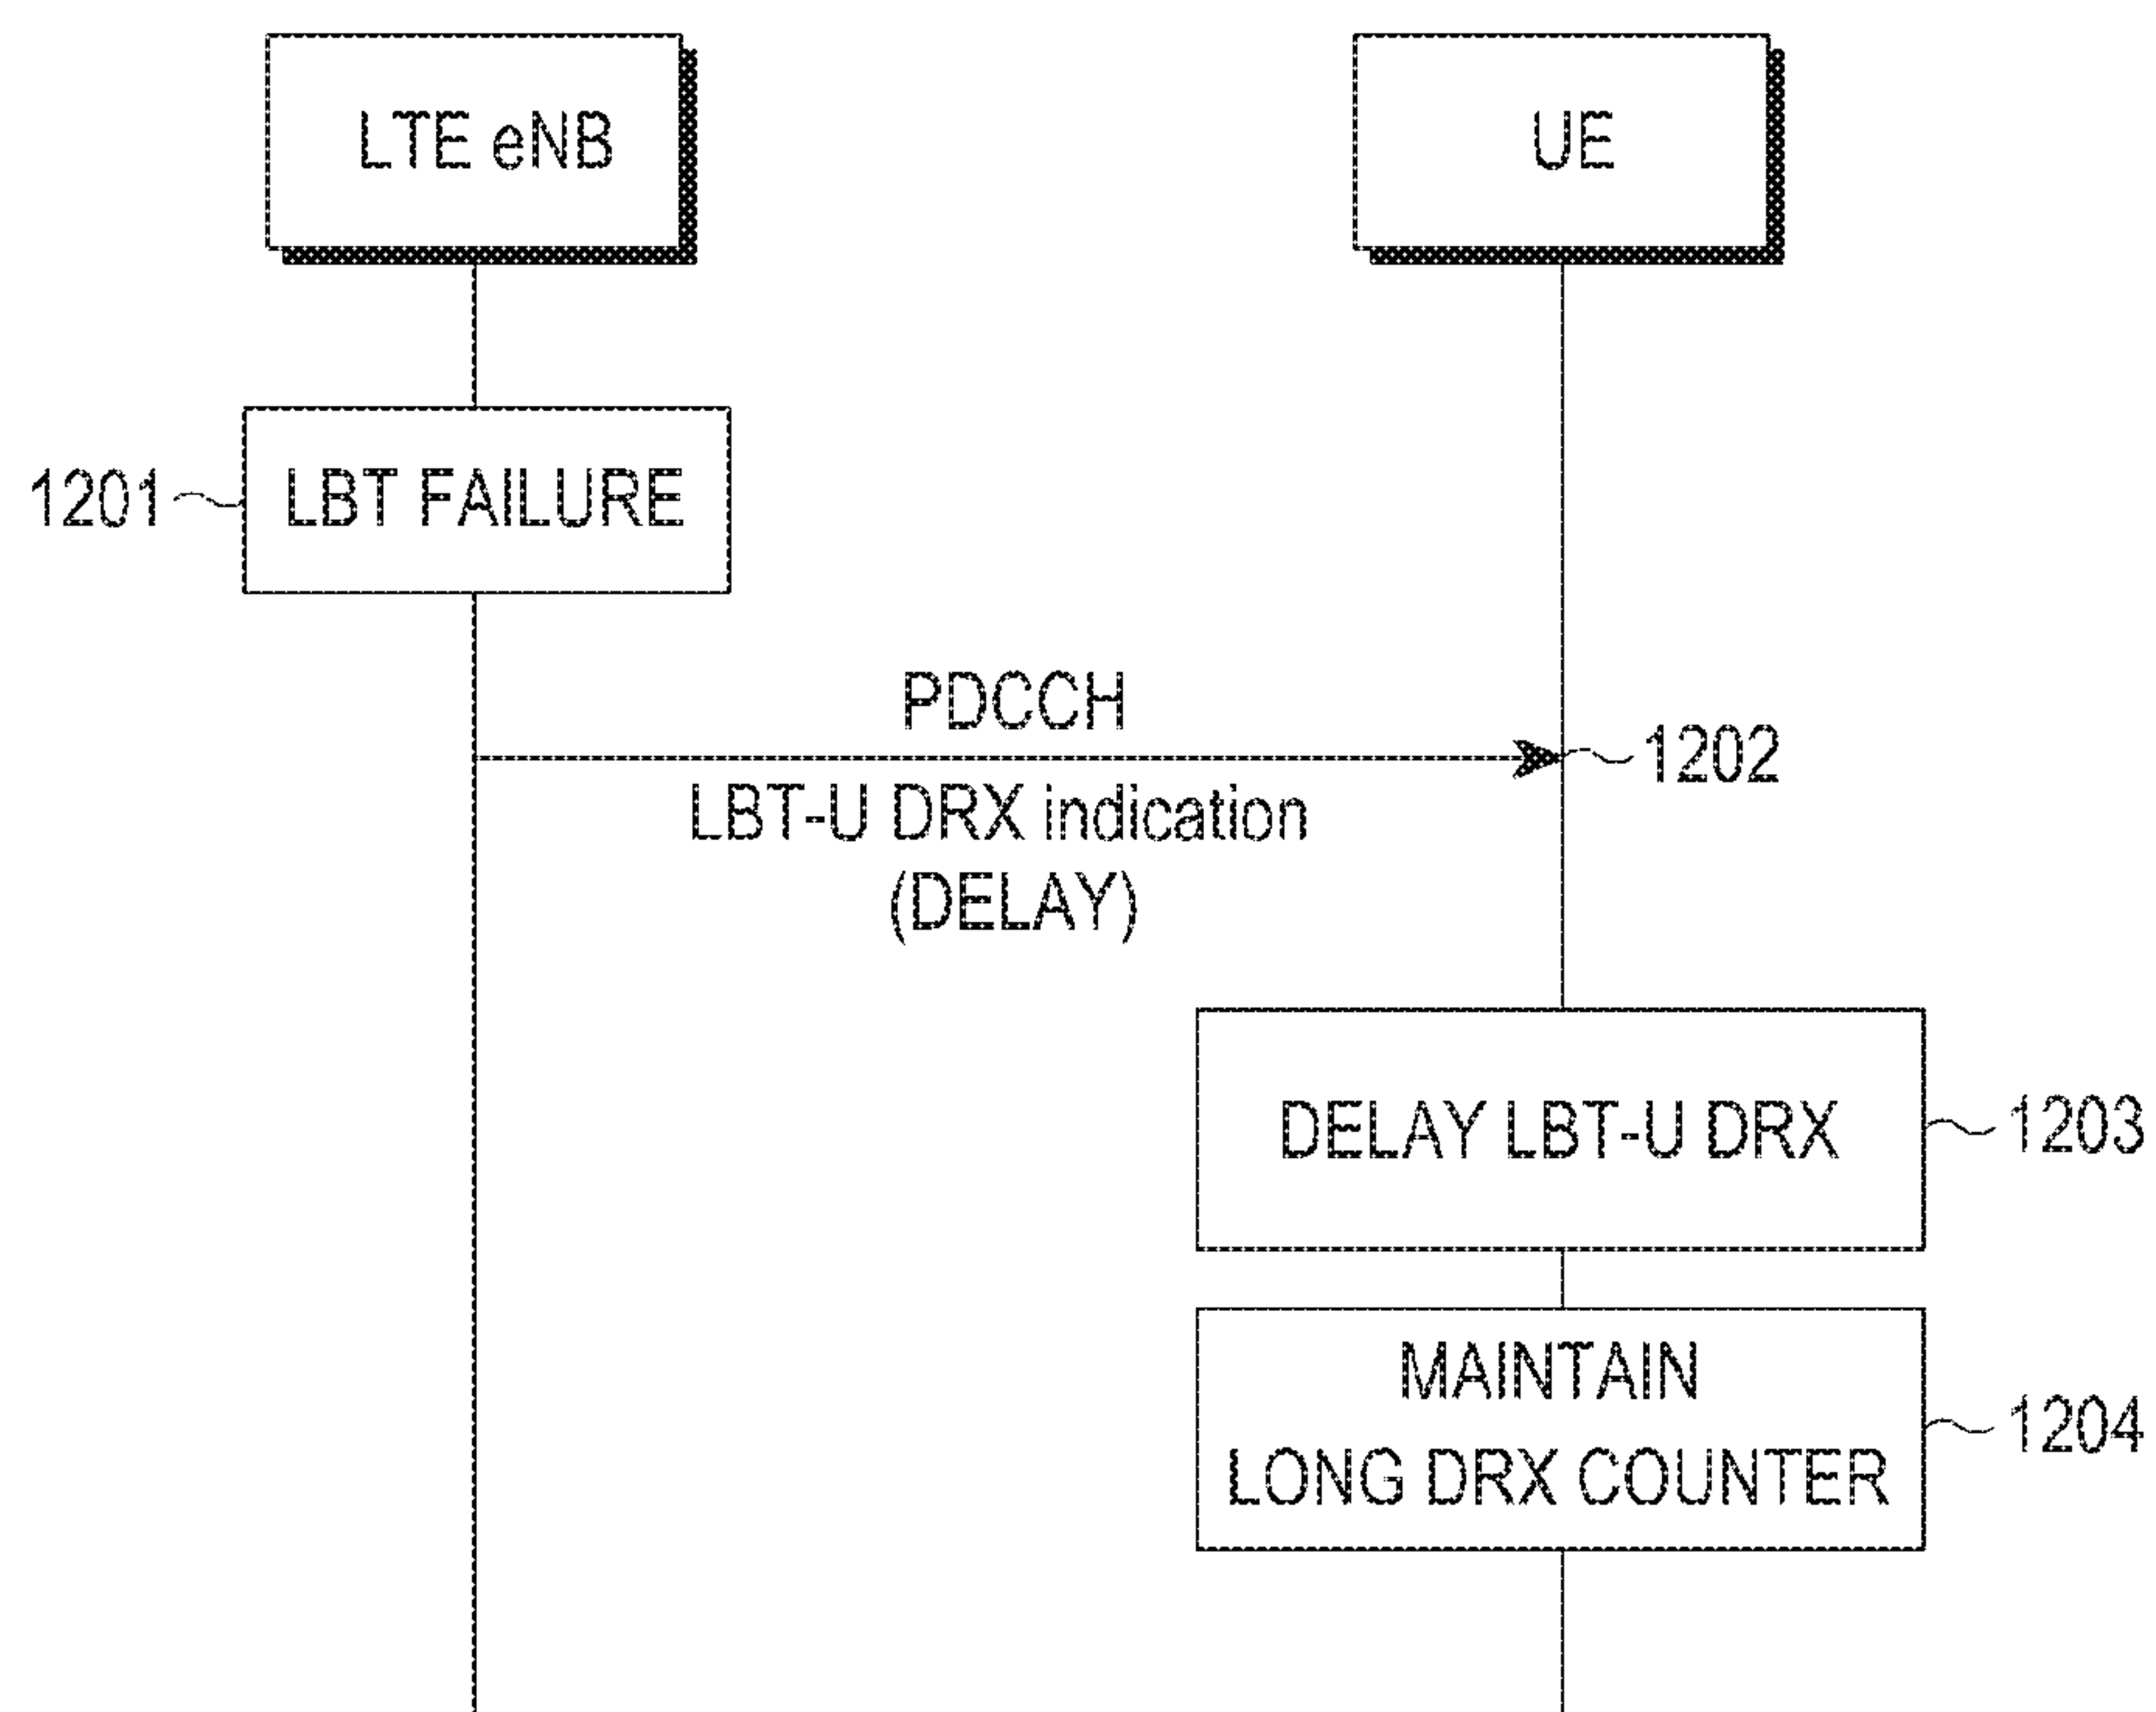 LTE eNB
UE
1201
LBT FAILURE
PDCCH
1202
LBT-U DRX indication
(DELAY)
DELAY LBT-U DRX
1203
MAINTAIN
LONG DRX COUNTER
1204